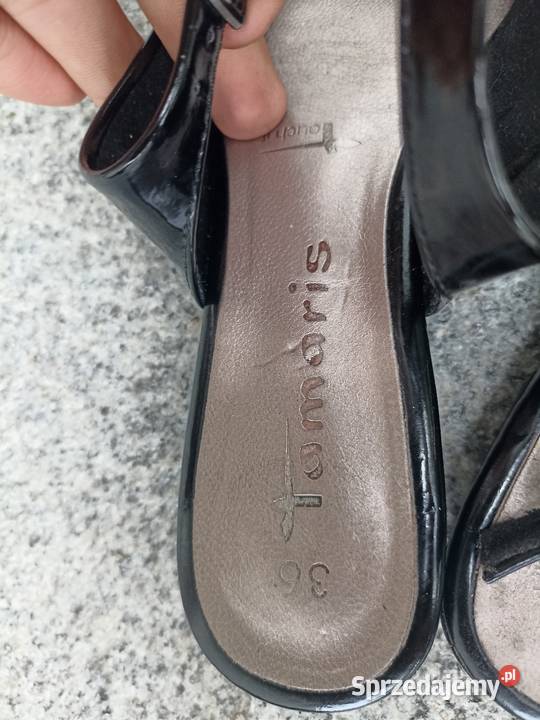 Touch it
Tamaris
36
Sprzedajemy.pl